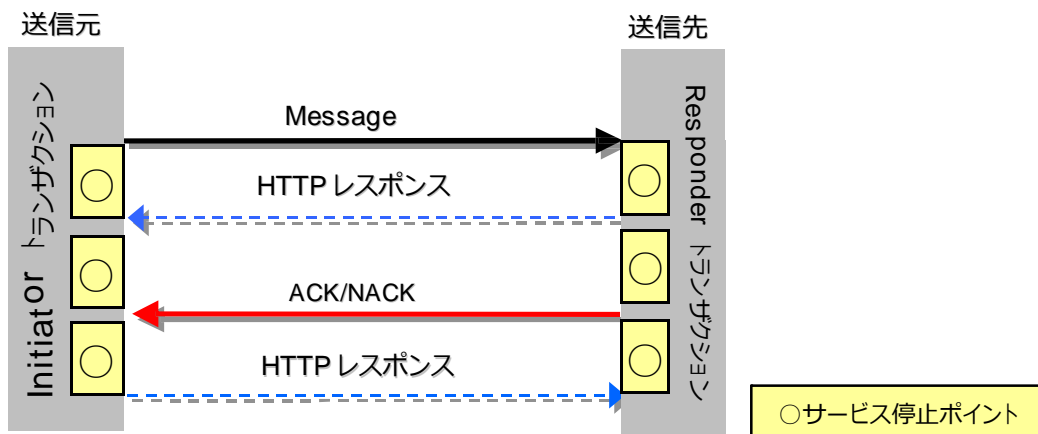 送信元
送信先
Initiator トランザクション
Responder トランザクション
Message
HTTP レスポンス
ACK/NACK
HTTP レスポンス
○
○
○
○
○
○
○サービス停止ポイント